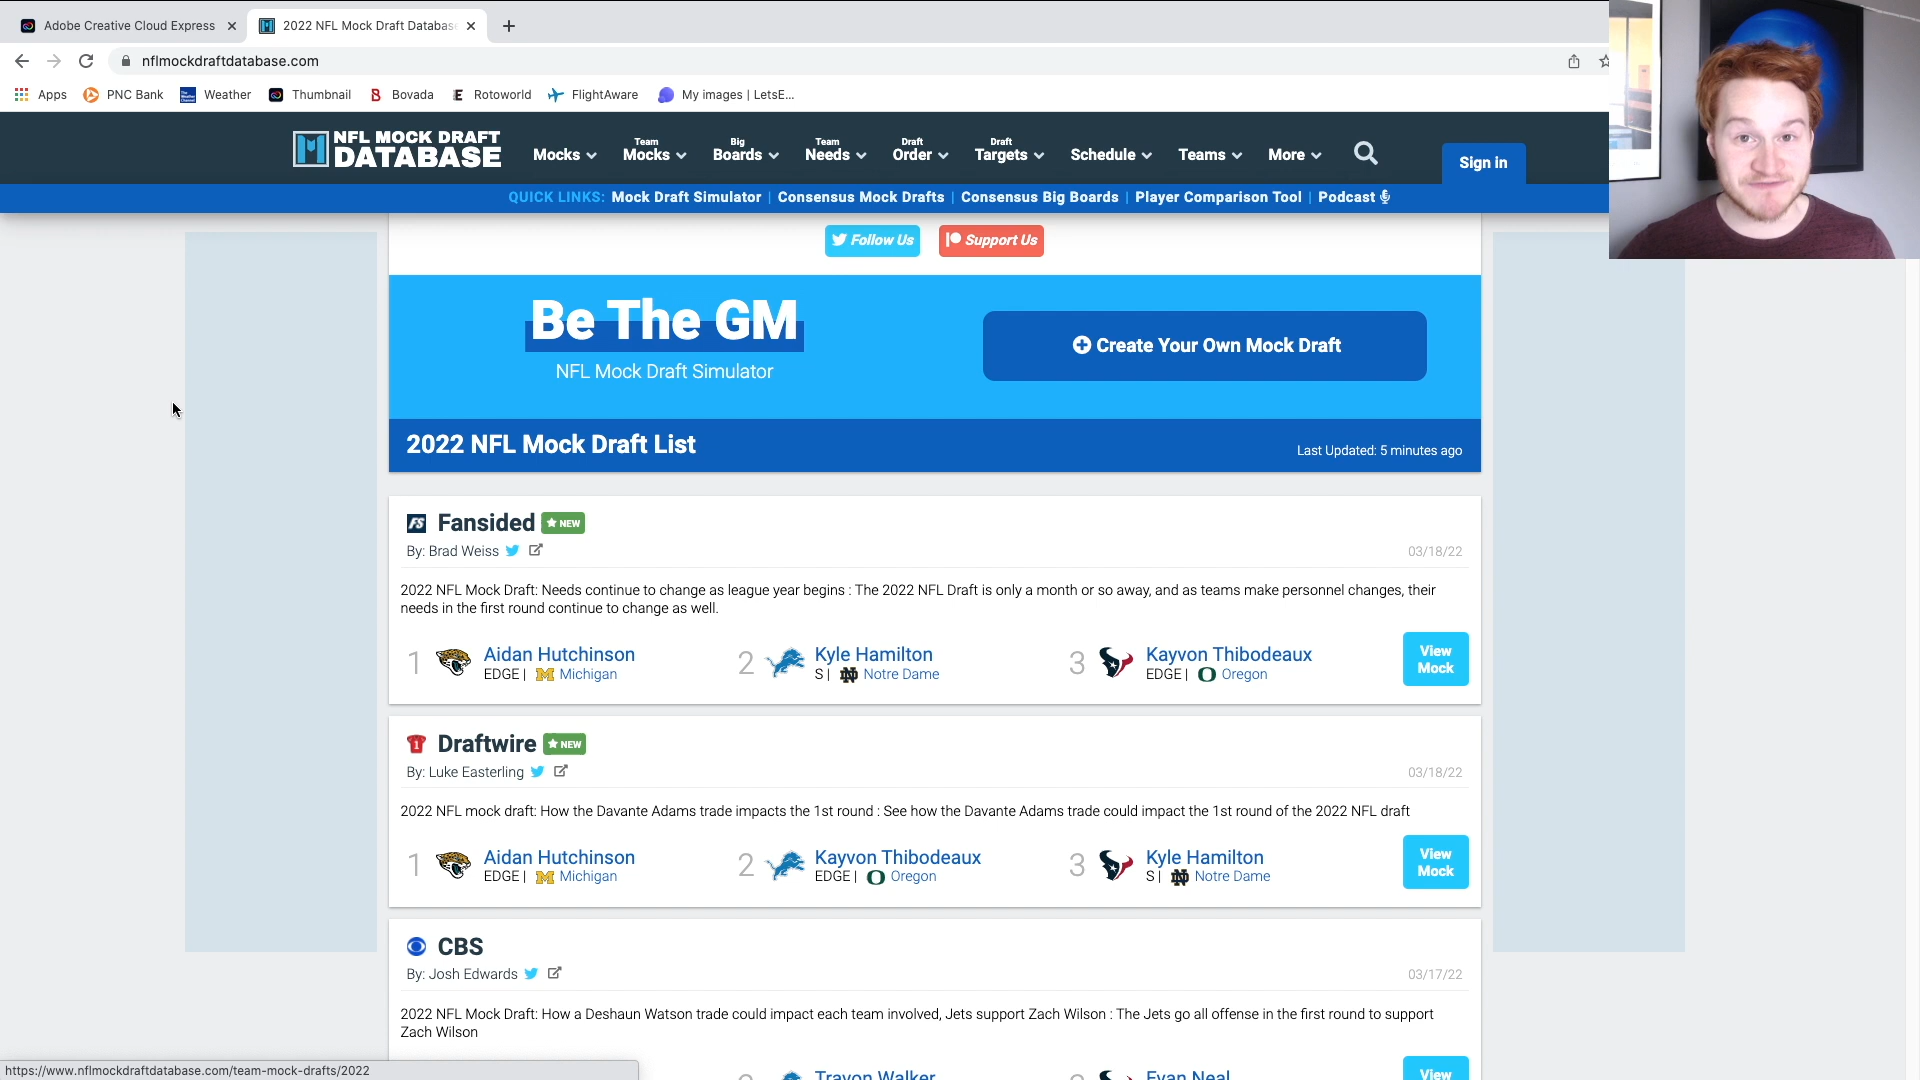 Adobe Creative Cloud Express
2022 NFL Mock Draft Database
nflmockdraftdatabase.com
Apps PNC Bank Weather Thumbnail Bovada Rotoworld FlightAware My images | LetsE...
NFL MOCK DRAFT
DATABASE
Mocks
Team
Mocks
Big
Boards
Team
Needs
Draft
Order
Draft
Targets
Schedule
Teams
More
Sign in
QUICK LINKS: Mock Draft Simulator | Consensus Mock Drafts | Consensus Big Boards | Player Comparison Tool | Podcast
Follow Us Support Us
Be The GM
NFL Mock Draft Simulator
Create Your Own Mock Draft
2022 NFL Mock Draft List
Last Updated: 5 minutes ago
FS Fansided NEW
By: Brad Weiss
03/18/22
2022 NFL Mock Draft: Needs continue to change as league year begins : The 2022 NFL Draft is only a month or so away, and as teams make personnel changes, their
needs in the first round continue to change as well.
1 Aidan Hutchinson
EDGE | Michigan
2 Kyle Hamilton
S | Notre Dame
3 Kayvon Thibodeaux
EDGE | Oregon
View
Mock
Draftwire NEW
By: Luke Easterling
03/18/22
2022 NFL mock draft: How the Davante Adams trade impacts the 1st round : See how the Davante Adams trade could impact the 1st round of the 2022 NFL draft
1 Aidan Hutchinson
EDGE | Michigan
2 Kayvon Thibodeaux
EDGE | Oregon
3 Kyle Hamilton
S | Notre Dame
View
Mock
CBS
By: Josh Edwards
03/17/22
2022 NFL Mock Draft: How a Deshaun Watson trade could impact each team involved, Jets support Zach Wilson : The Jets go all offense in the first round to support
Zach Wilson
Travon Walker
Evan Neal
View
https://www.nflmockdraftdatabase.com/team-mock-drafts/2022